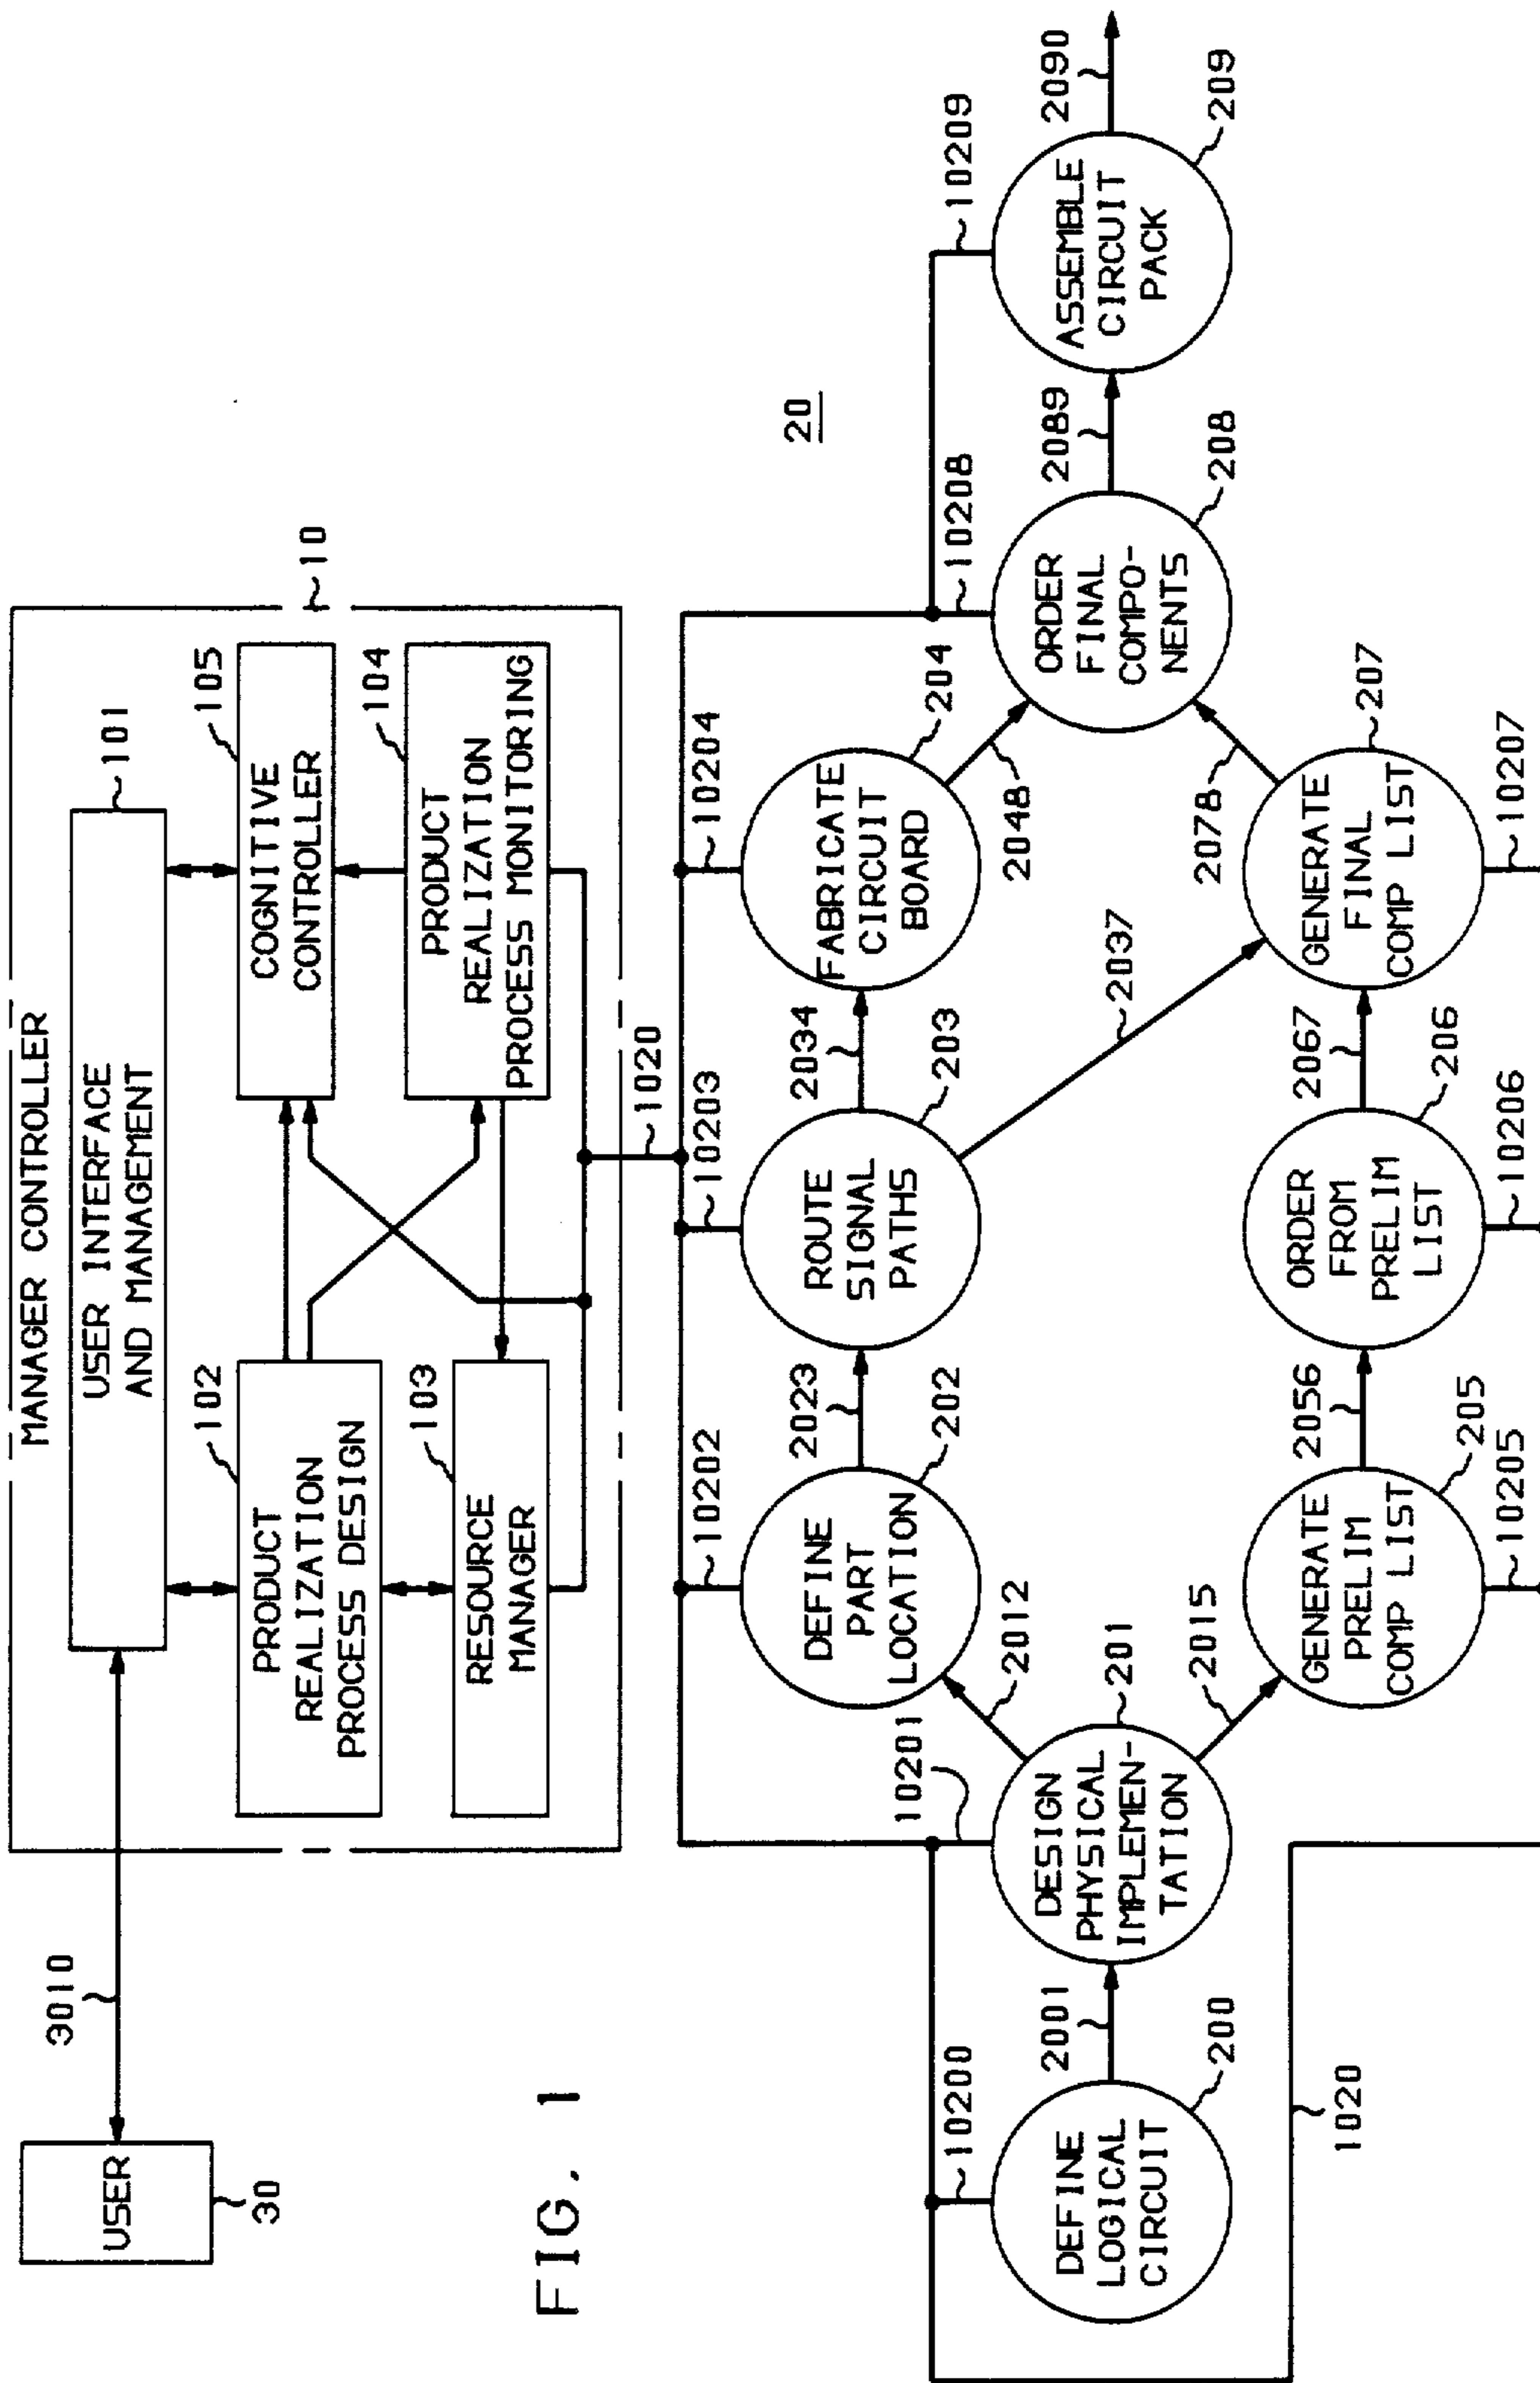 FIG. 1
USER
30
3010
MANAGER CONTROLLER
10
USER INTERFACE
AND MANAGEMENT
101
PRODUCT
REALIZATION
PROCESS DESIGN
102
COGNITIVE
CONTROLLER
105
RESOURCE
MANAGER
103
PRODUCT
REALIZATION
PROCESS MONITORING
104
1020
20
10200
10201
10202
10203
10204
10208
10209
DEFINE
LOGICAL
CIRCUIT
200
2001
DESIGN
PHYSICAL
IMPLEMEN-
TATION
201
2012
2015
DEFINE
PART
LOCATION
202
2023
ROUTE
SIGNAL
PATHS
203
2034
2037
FABRICATE
CIRCUIT
BOARD
204
2048
GENERATE
PRELIM
COMP LIST
205
2056
ORDER
FROM
PRELIM
LIST
206
2067
GENERATE
FINAL
COMP LIST
207
2078
ORDER
FINAL
COMPO-
NENTS
208
2089
ASSEMBLE
CIRCUIT
PACK
209
2090
1020
10205
10206
10207